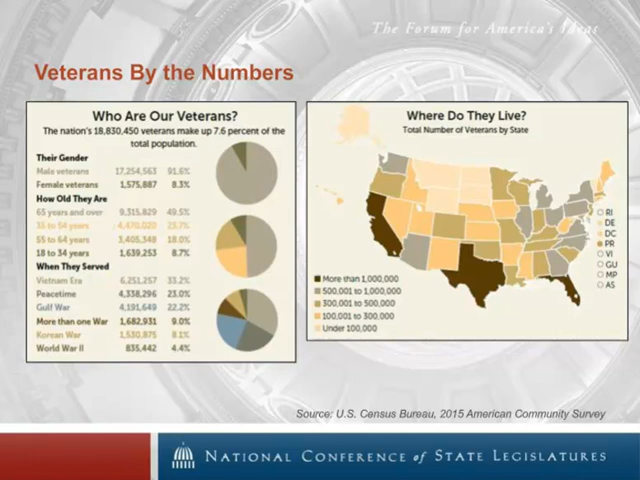 The Forum for America's Ideas
Veterans By the Numbers
Who Are Our Veterans?
The nation's 18,830,450 veterans make up 7.6 percent of the
total population.
Their Gender
Male veterans 17,254,563 91.6%
Female veterans 1,575,887 8.3%
How Old They Are
65 years and over 9,315,829 49.5%
35 to 54 years 4,470,020 23.7%
55 to 64 years 3,405,348 18.0%
18 to 34 years 1,639,253 8.7%
When They Served
Vietnam Era 6,251,257 33.2%
Peacetime 4,338,296 23.0%
Gulf War 4,191,649 22.2%
More than one War 1,682,931 9.0%
Korean War 1,530,875 8.1%
World War II 835,442 4.4%
Where Do They Live?
Total Number of Veterans by State
RI
DE
DC
PR
VI
GU
MP
AS
More than 1,000,000
500,001 to 1,000,000
300,001 to 500,000
100,001 to 300,000
Under 100,000
Source: U.S. Census Bureau, 2015 American Community Survey
NATIONAL CONFERENCE of STATE LEGISLATURES